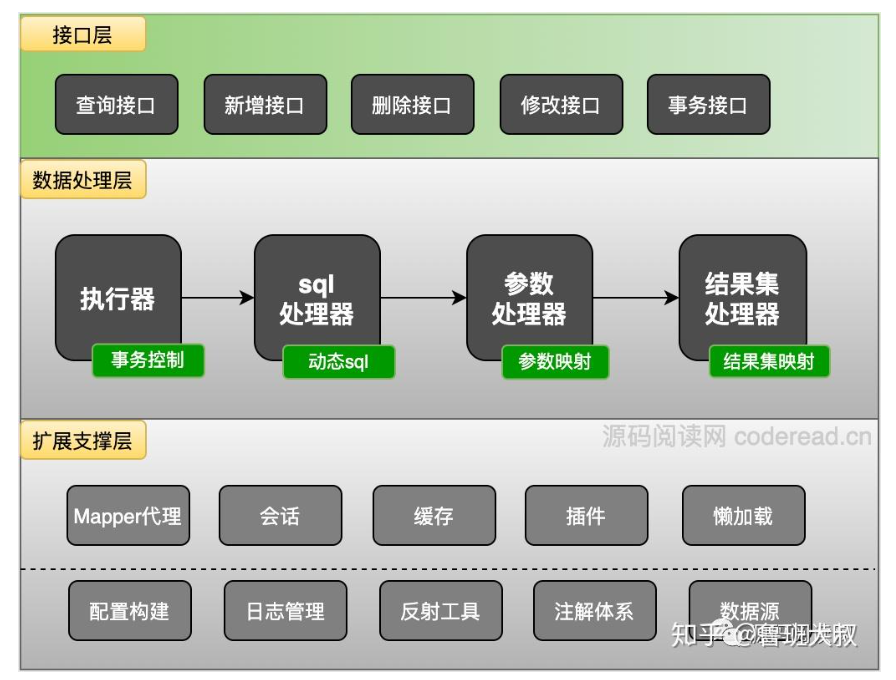 接口层
查询接口
新增接口
删除接口
修改接口
事务接口
数据处理层
执行器
事务控制
sql
处理器
动态sql
参数
处理器
参数映射
结果集
处理器
结果集映射
扩展支撑层
源码阅读网 coderead.cn
Mapper代理
会话
缓存
插件
懒加载
配置构建
日志管理
反射工具
注解体系
数据源
知乎 @鲁班大叔